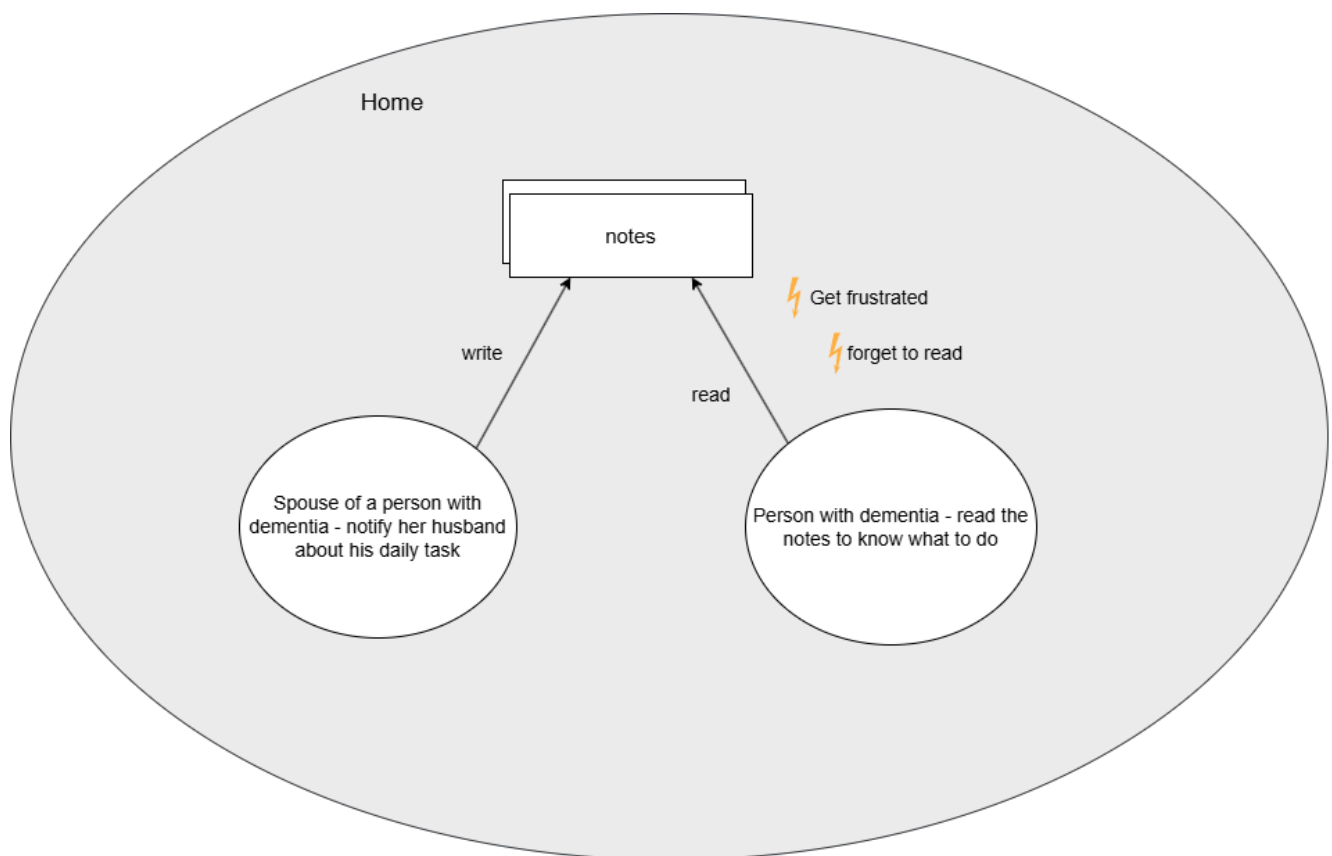 Home
notes
Get frustrated
write
forget to read
read
Spouse of a person with
dementia - notify her husband
about his daily task
Person with dementia - read the
notes to know what to do